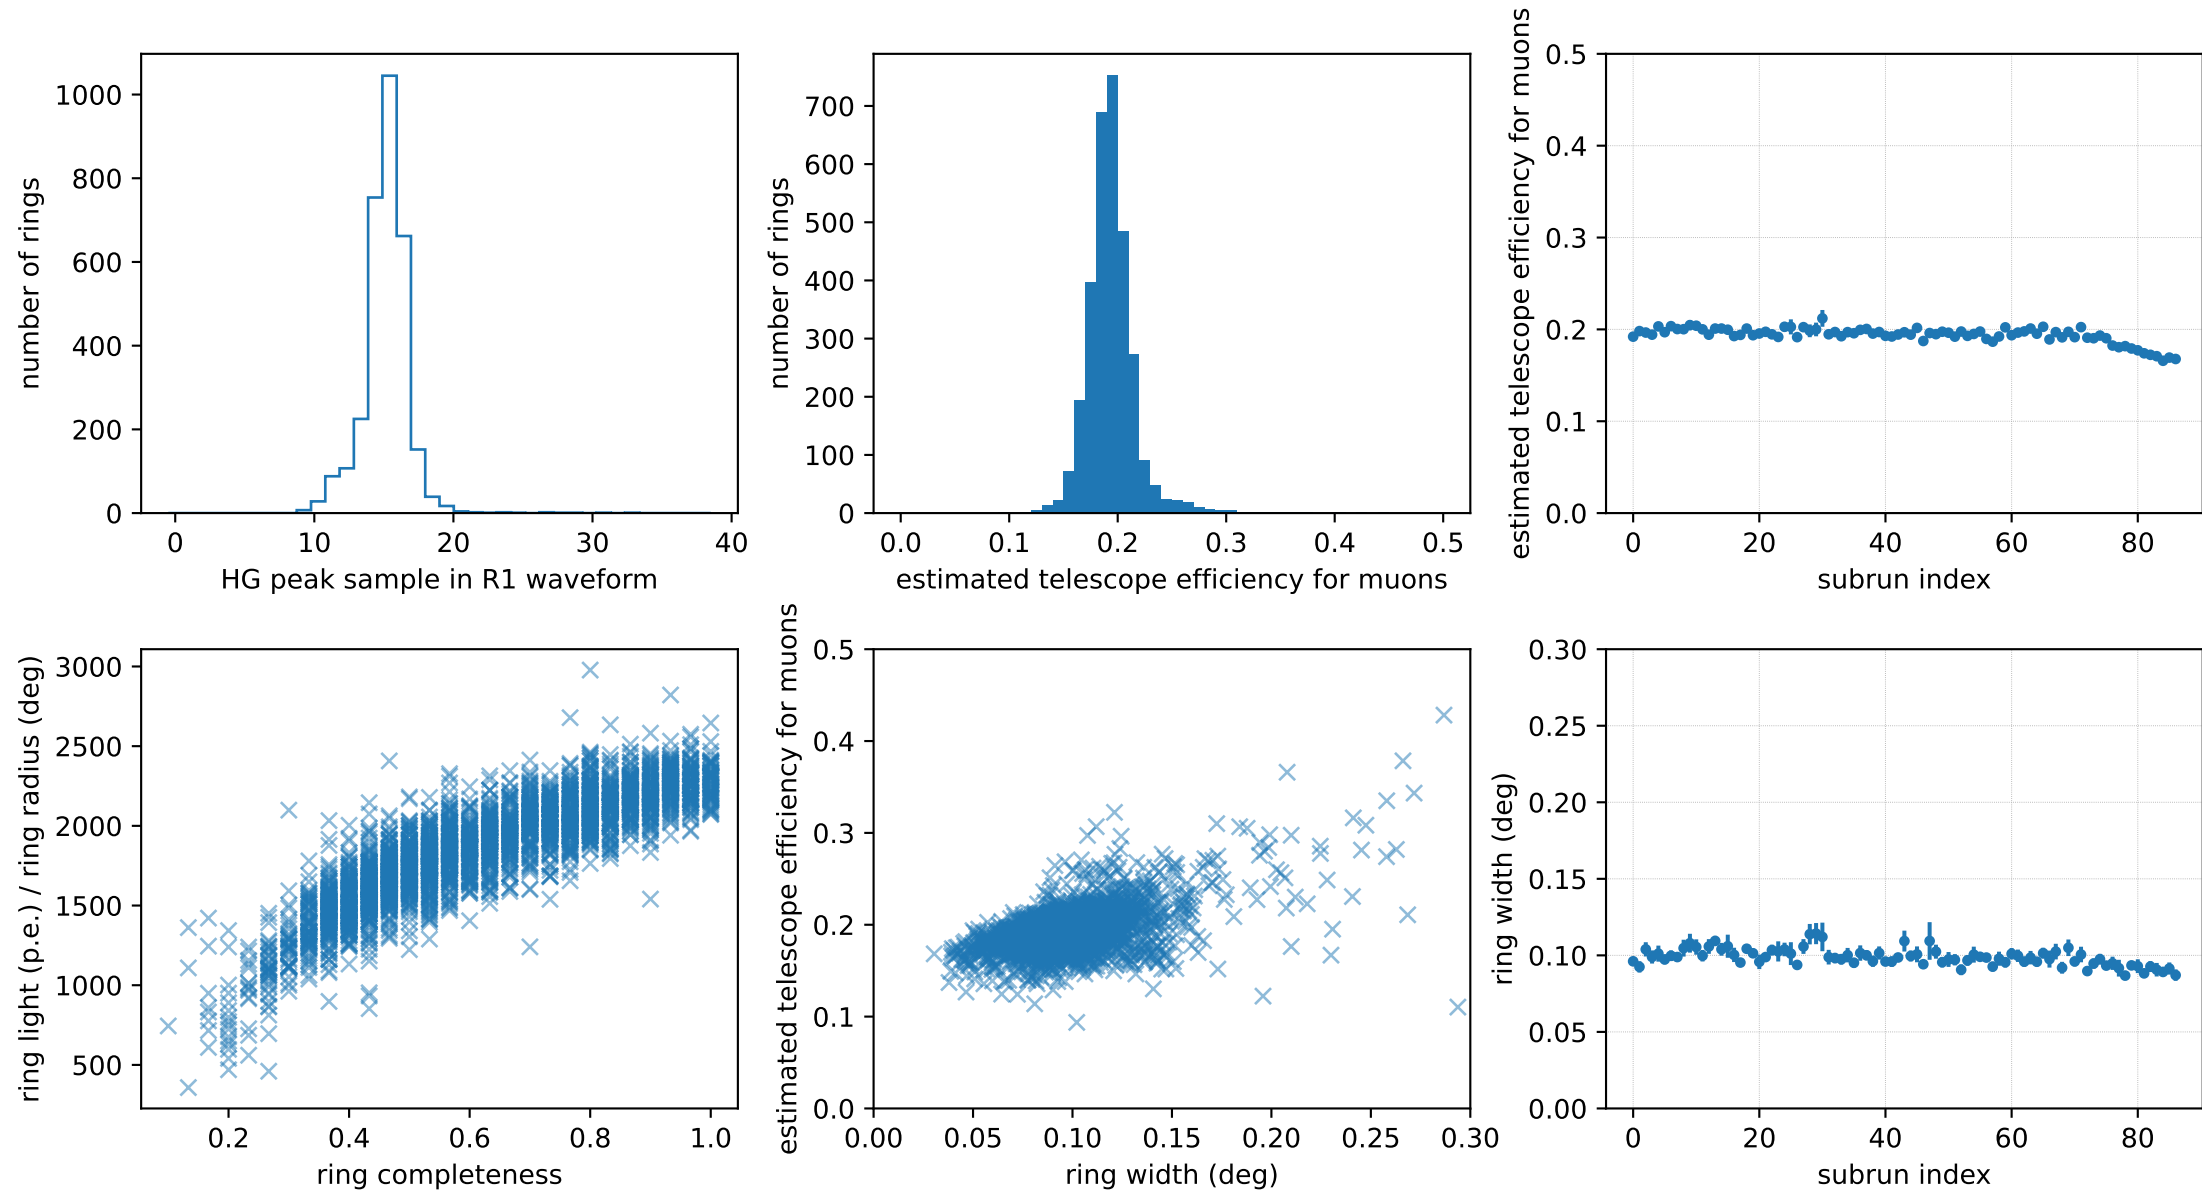 number of rings
1000
800
600
400
200
0
0 10 20 30 40
HG peak sample in R1 waveform
number of rings
700
600
500
400
300
200
100
0
0.0 0.1 0.2 0.3 0.4 0.5
estimated telescope efficiency for muons
estimated telescope efficiency for muons
0.5
0.4
0.3
0.2
0.1
0.0
0 20 40 60 80
subrun index
ring light (p.e.) / ring radius (deg)
3000
2500
2000
1500
1000
500
0.2 0.4 0.6 0.8 1.0
ring completeness
estimated telescope efficiency for muons
0.5
0.4
0.3
0.2
0.1
0.0
0.00 0.05 0.10 0.15 0.20 0.25 0.30
ring width (deg)
ring width (deg)
0.30
0.25
0.20
0.15
0.10
0.05
0.00
0 20 40 60 80
subrun index